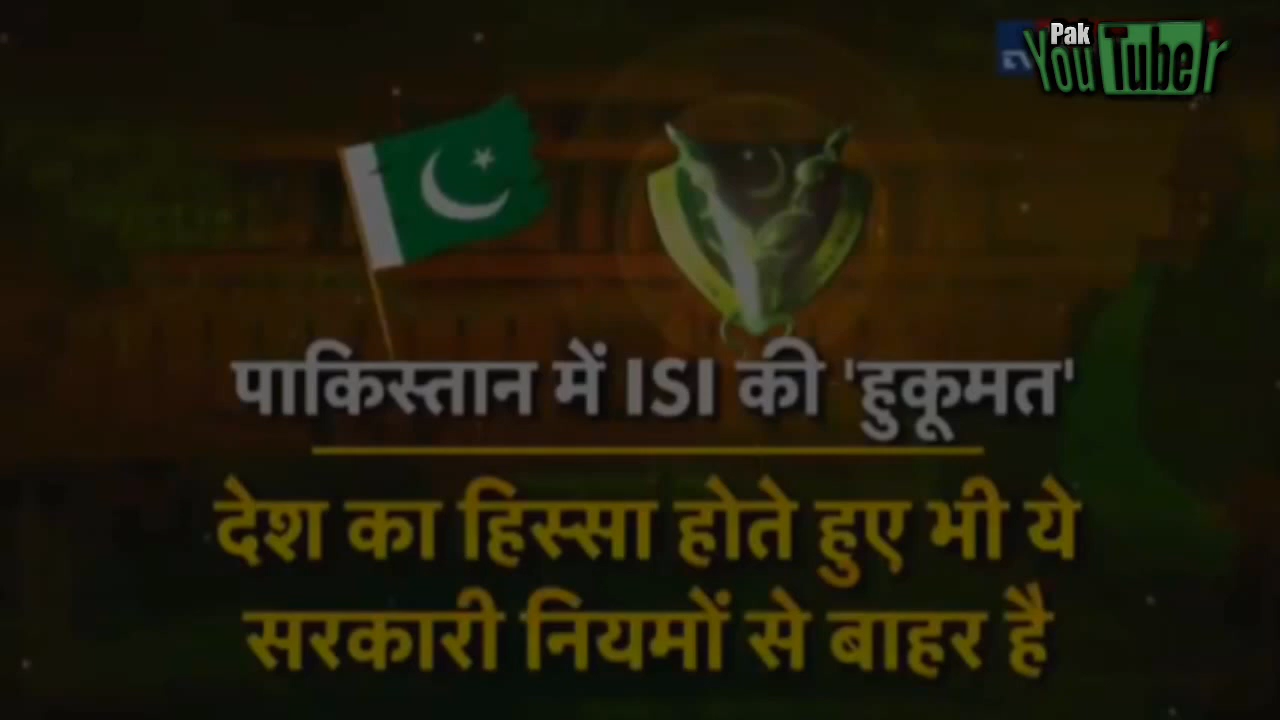 Pak
YouTuber
पाकिस्तान में ISI की 'हुकूमत'
देश का हिस्सा होते हुए भी ये
सरकारी नियमों से बाहर है